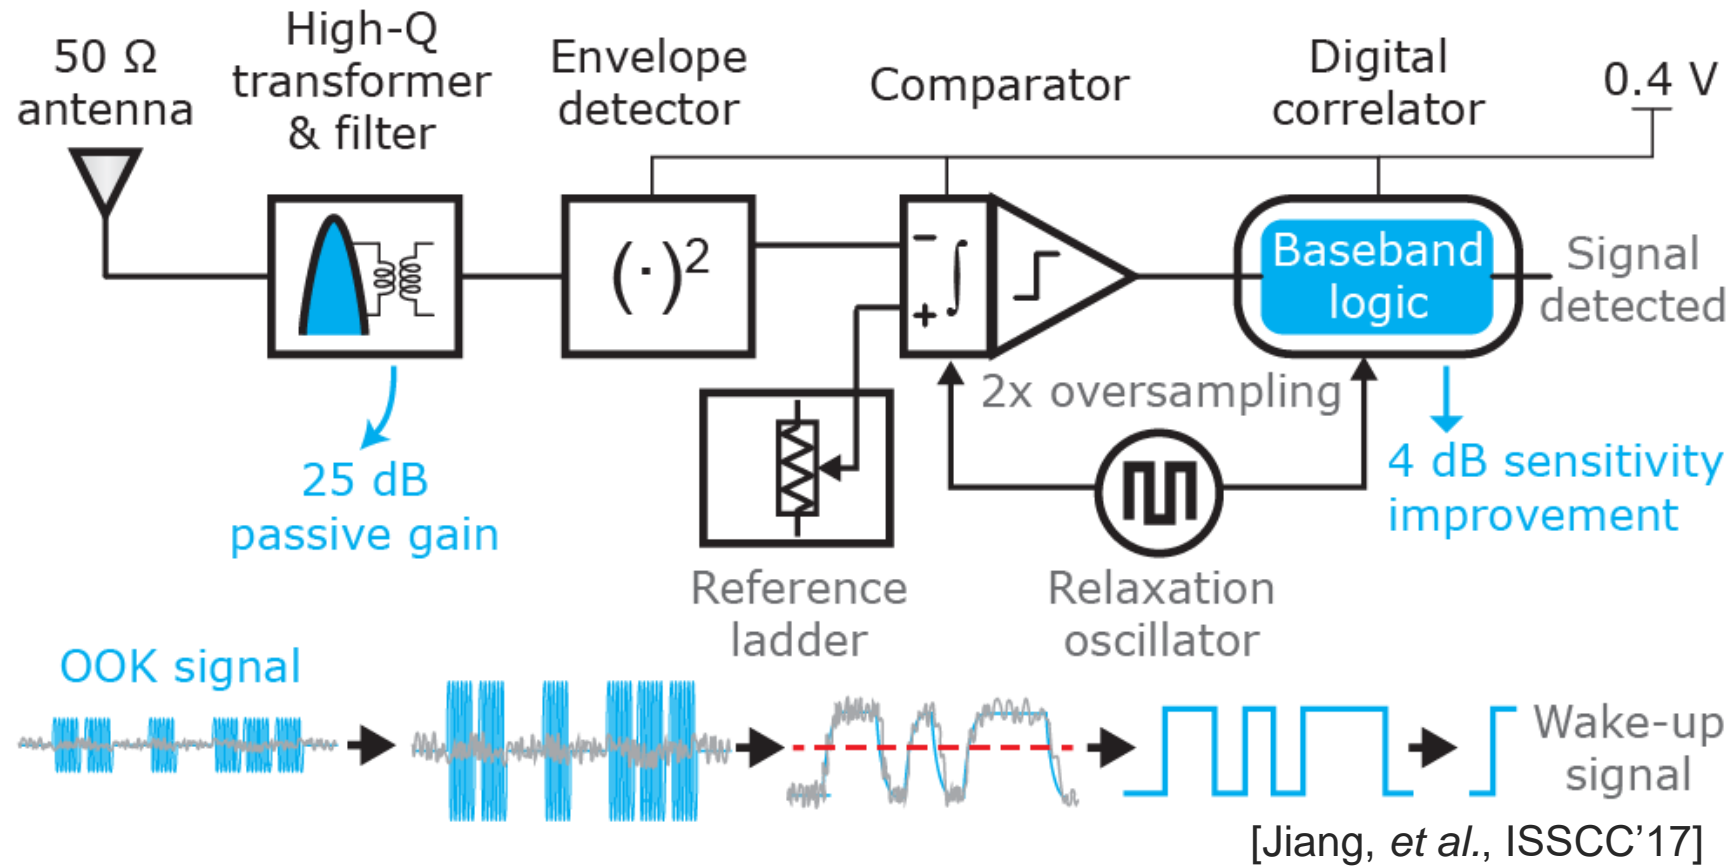 50 Ω
antenna
High-Q
transformer
& filter
Envelope
detector
Comparator
Digital
correlator
0.4 V
(·)²
−
+
∫
Baseband
logic
Signal
detected
25 dB
passive gain
2x oversampling
4 dB sensitivity
improvement
Reference
ladder
Relaxation
oscillator
OOK signal
Wake-up
signal
[Jiang, et al., ISSCC’17]